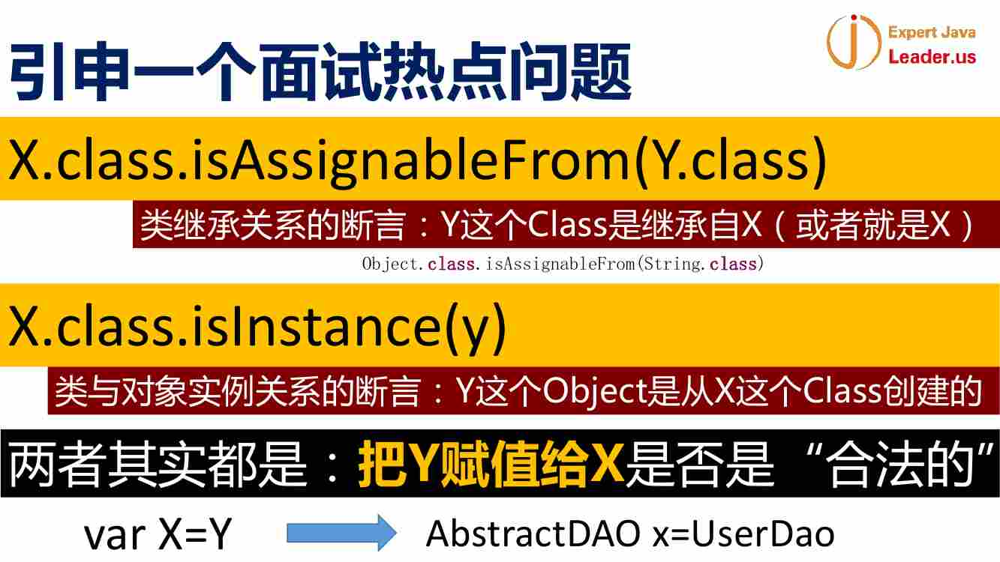 Expert Java
Leader.us
引申一个面试热点问题
X.class.isAssignableFrom(Y.class)
类继承关系的断言：Y这个Class是继承自X（或者就是X）
Object.class.isAssignableFrom(String.class)
X.class.isInstance(y)
类与对象实例关系的断言：Y这个Object是从X这个Class创建的
两者其实都是：把Y赋值给X是否是“合法的”
var X=Y
AbstractDAO x=UserDao